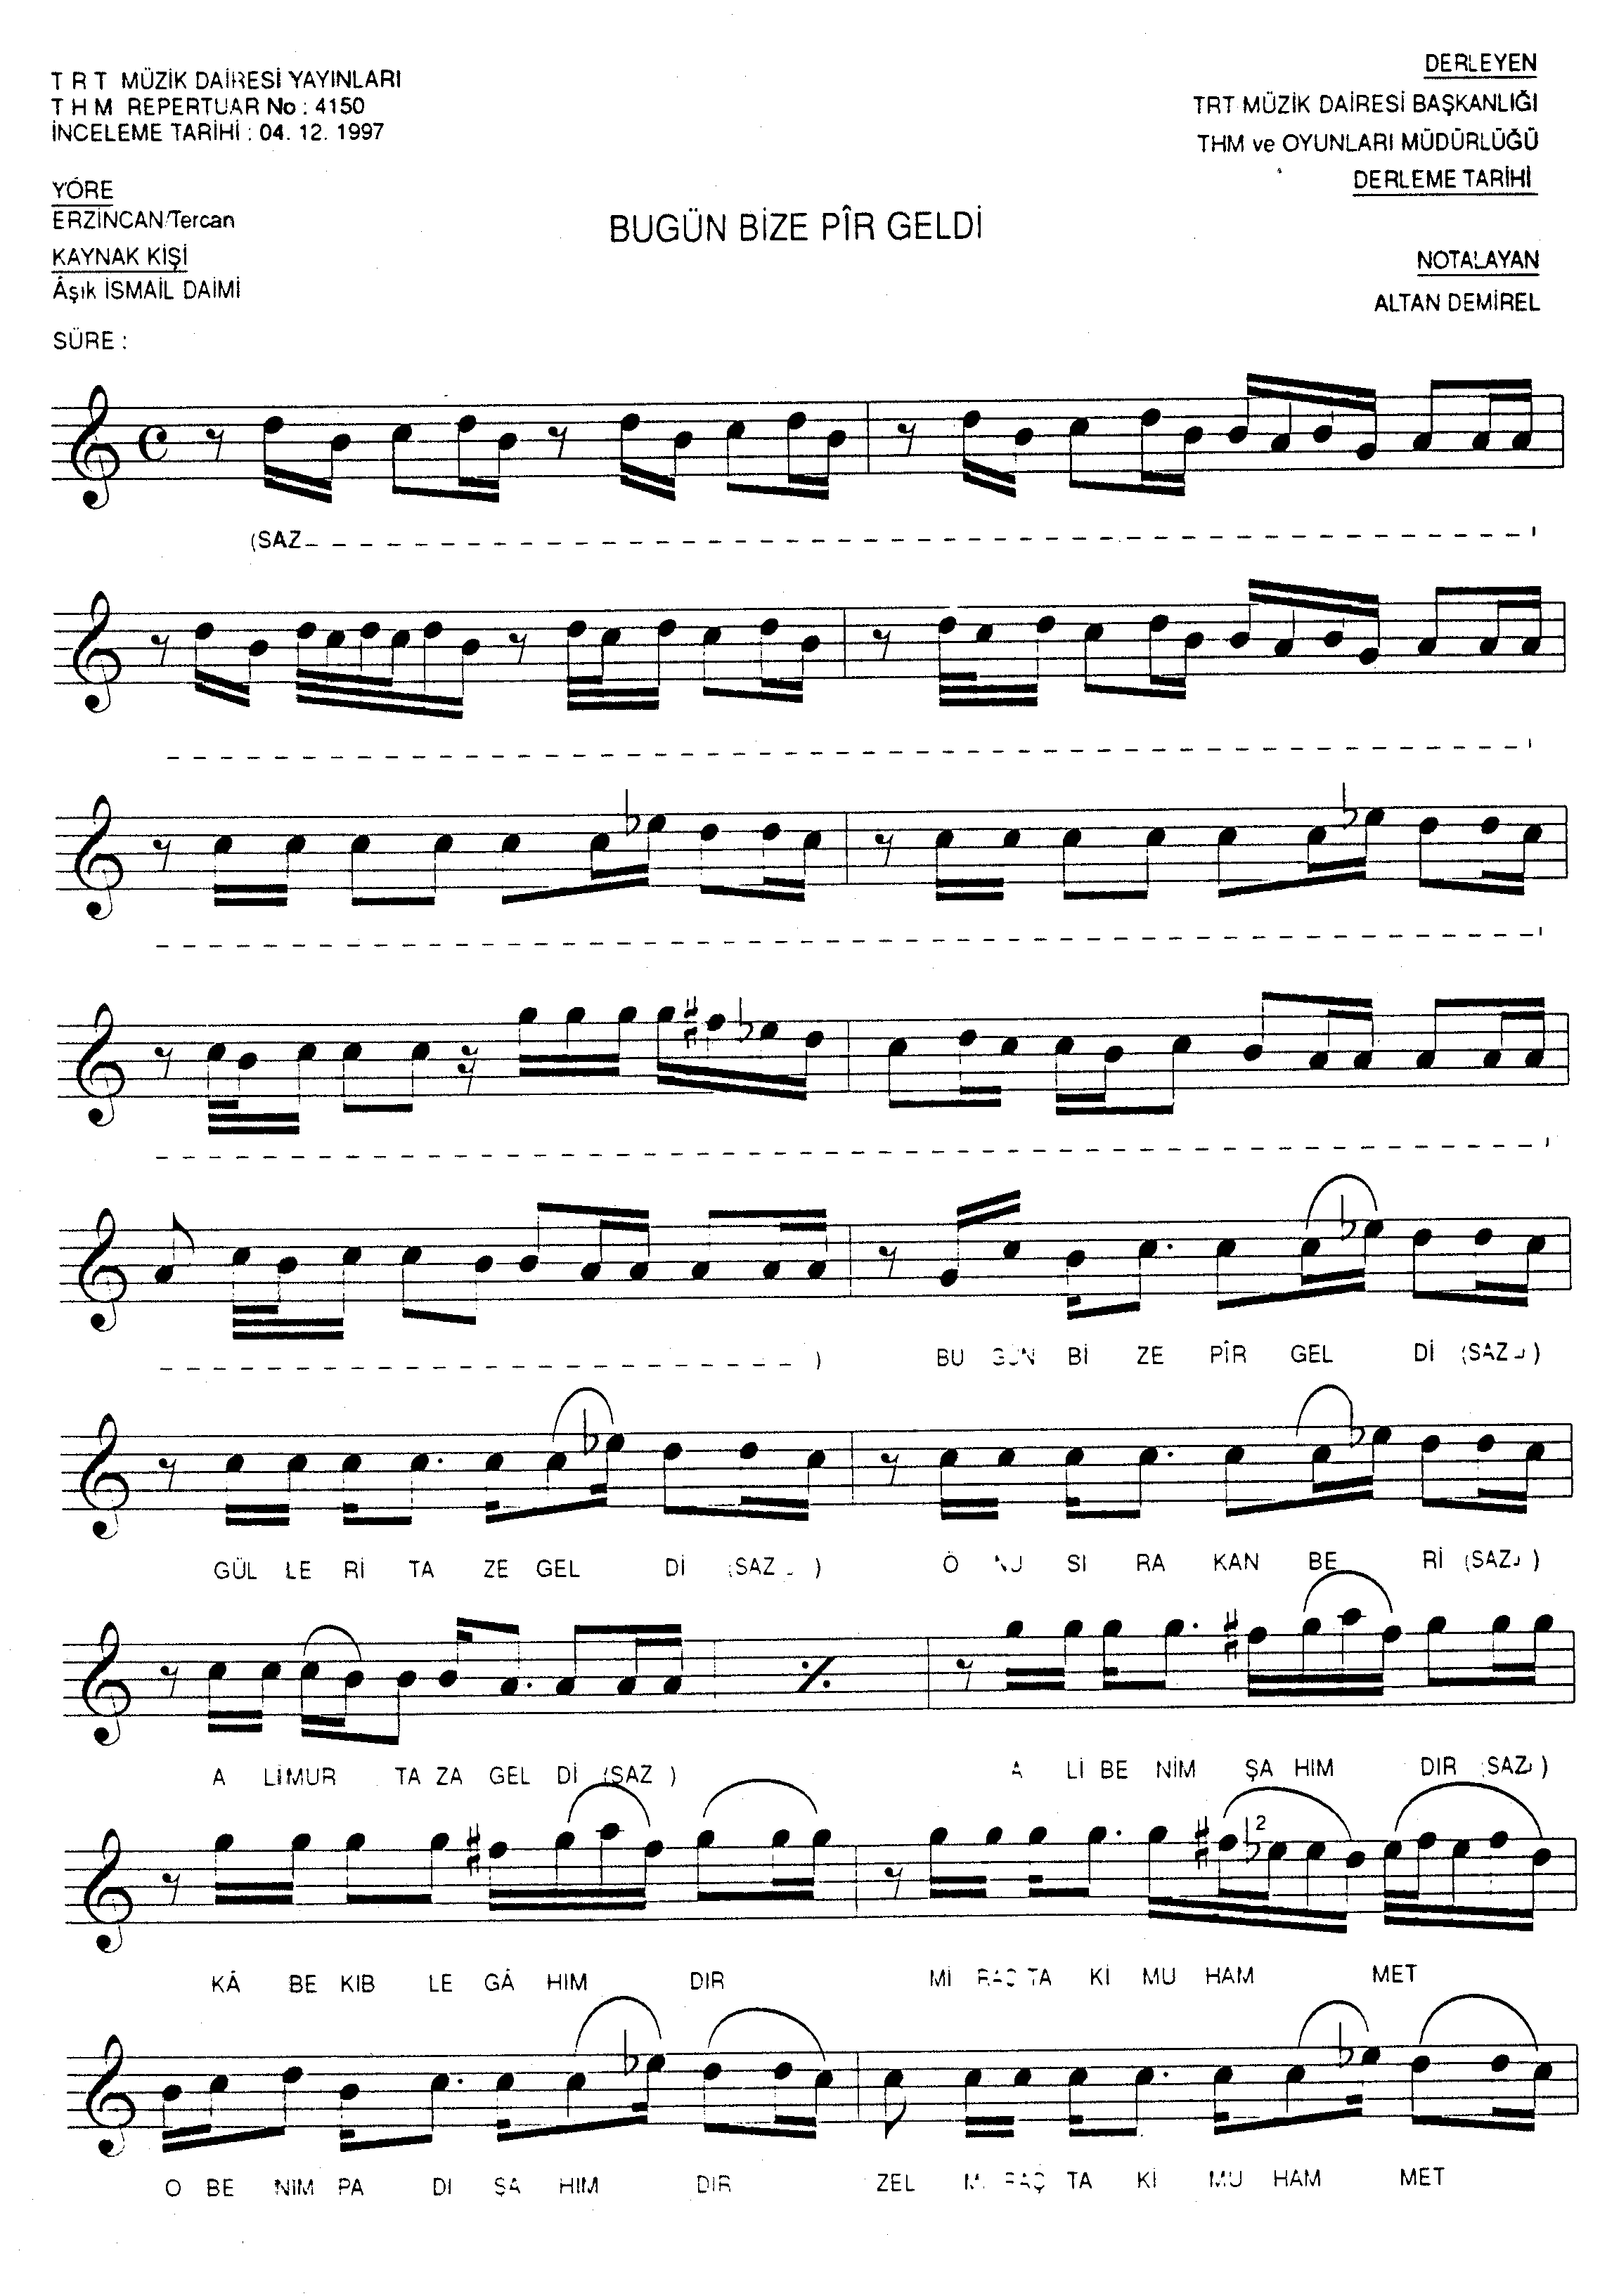 T R T MÜZİK DAİRESİ YAYINLARI
T H M REPERTUAR No : 4150
İNCELEME TARİHİ : 04. 12. 1997
YÖRE
ERZİNCAN/Tercan
KAYNAK KİŞİ
Âşık İSMAİL DAİMİ
SÜRE :
BUGÜN BİZE PÎR GELDİ
DERLEYEN
TRT MÜZİK DAİRESİ BAŞKANLIĞI
THM ve OYUNLARI MÜDÜRLÜĞÜ
DERLEME TARİHİ
NOTALAYAN
ALTAN DEMİREL
(SAZ
) BU GÜN Bİ ZE PÎR GEL Dİ (SAZ )
GÜL LE Rİ TA ZE GEL Dİ (SAZ ) Ö NÜ SI RA KAN BE Rİ (SAZ )
A Lİ MUR TA ZA GEL Dİ (SAZ ) A Lİ BE NİM ŞA HIM DIR (SAZ )
2
KÂ BE KIB LE GÂ HIM DIR Mİ RAÇ TA Kİ MU HAM MET
O BE NİM PA Dİ ŞA HIM DIR ZEL Mİ RAÇ TA Kİ MU HAM MET